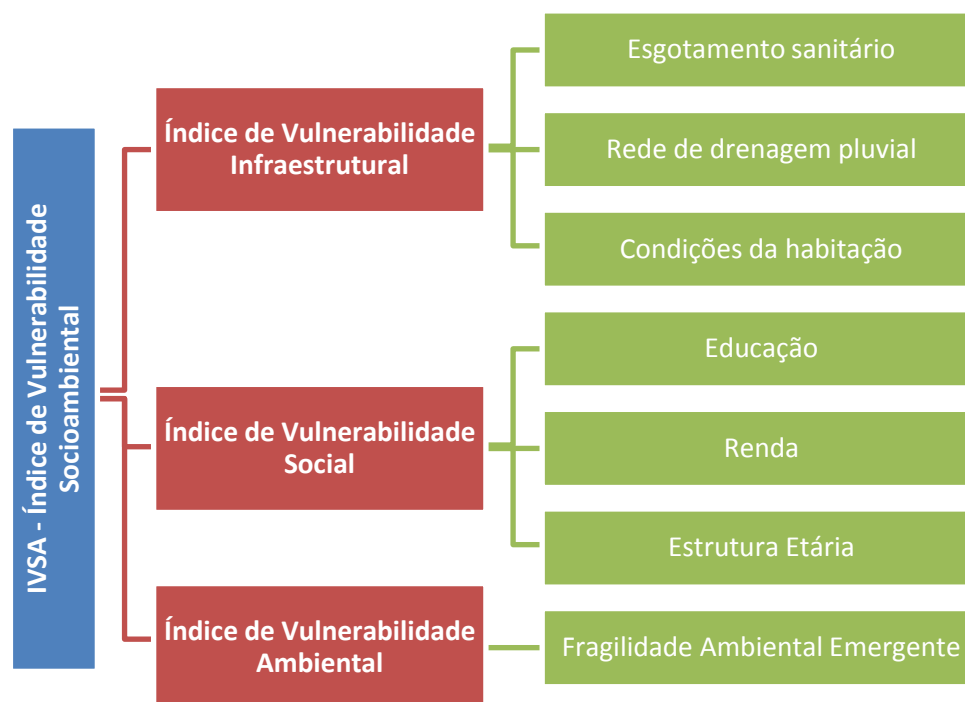 IVSA - Índice de Vulnerabilidade
Socioambiental
Índice de Vulnerabilidade
Infraestrutural
Esgotamento sanitário
Rede de drenagem pluvial
Condições da habitação
Índice de Vulnerabilidade
Social
Educação
Renda
Estrutura Etária
Índice de Vulnerabilidade
Ambiental
Fragilidade Ambiental Emergente